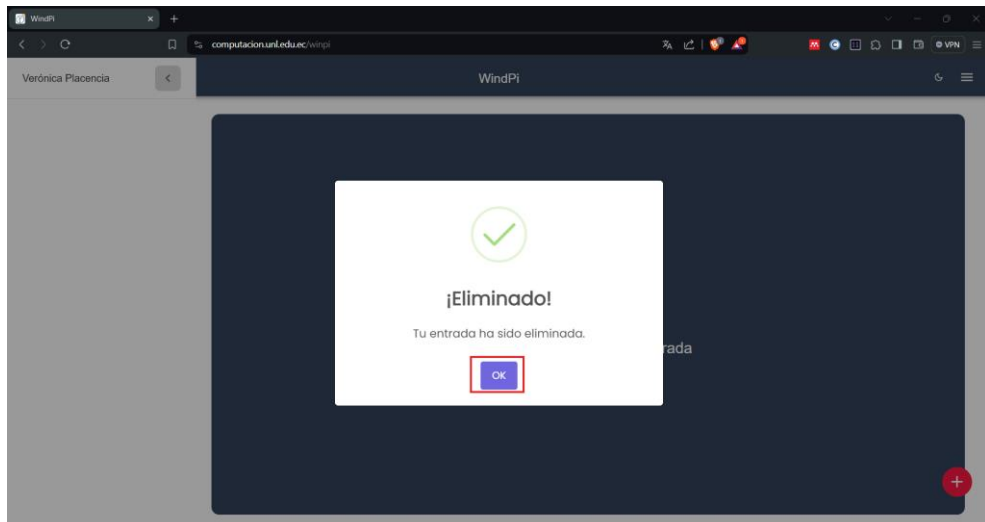 WindPi
computacion.unl.edu.ec/winpi
VPN
Verónica Placencia
WindPi
¡Eliminado!
Tu entrada ha sido eliminada.
rada
OK